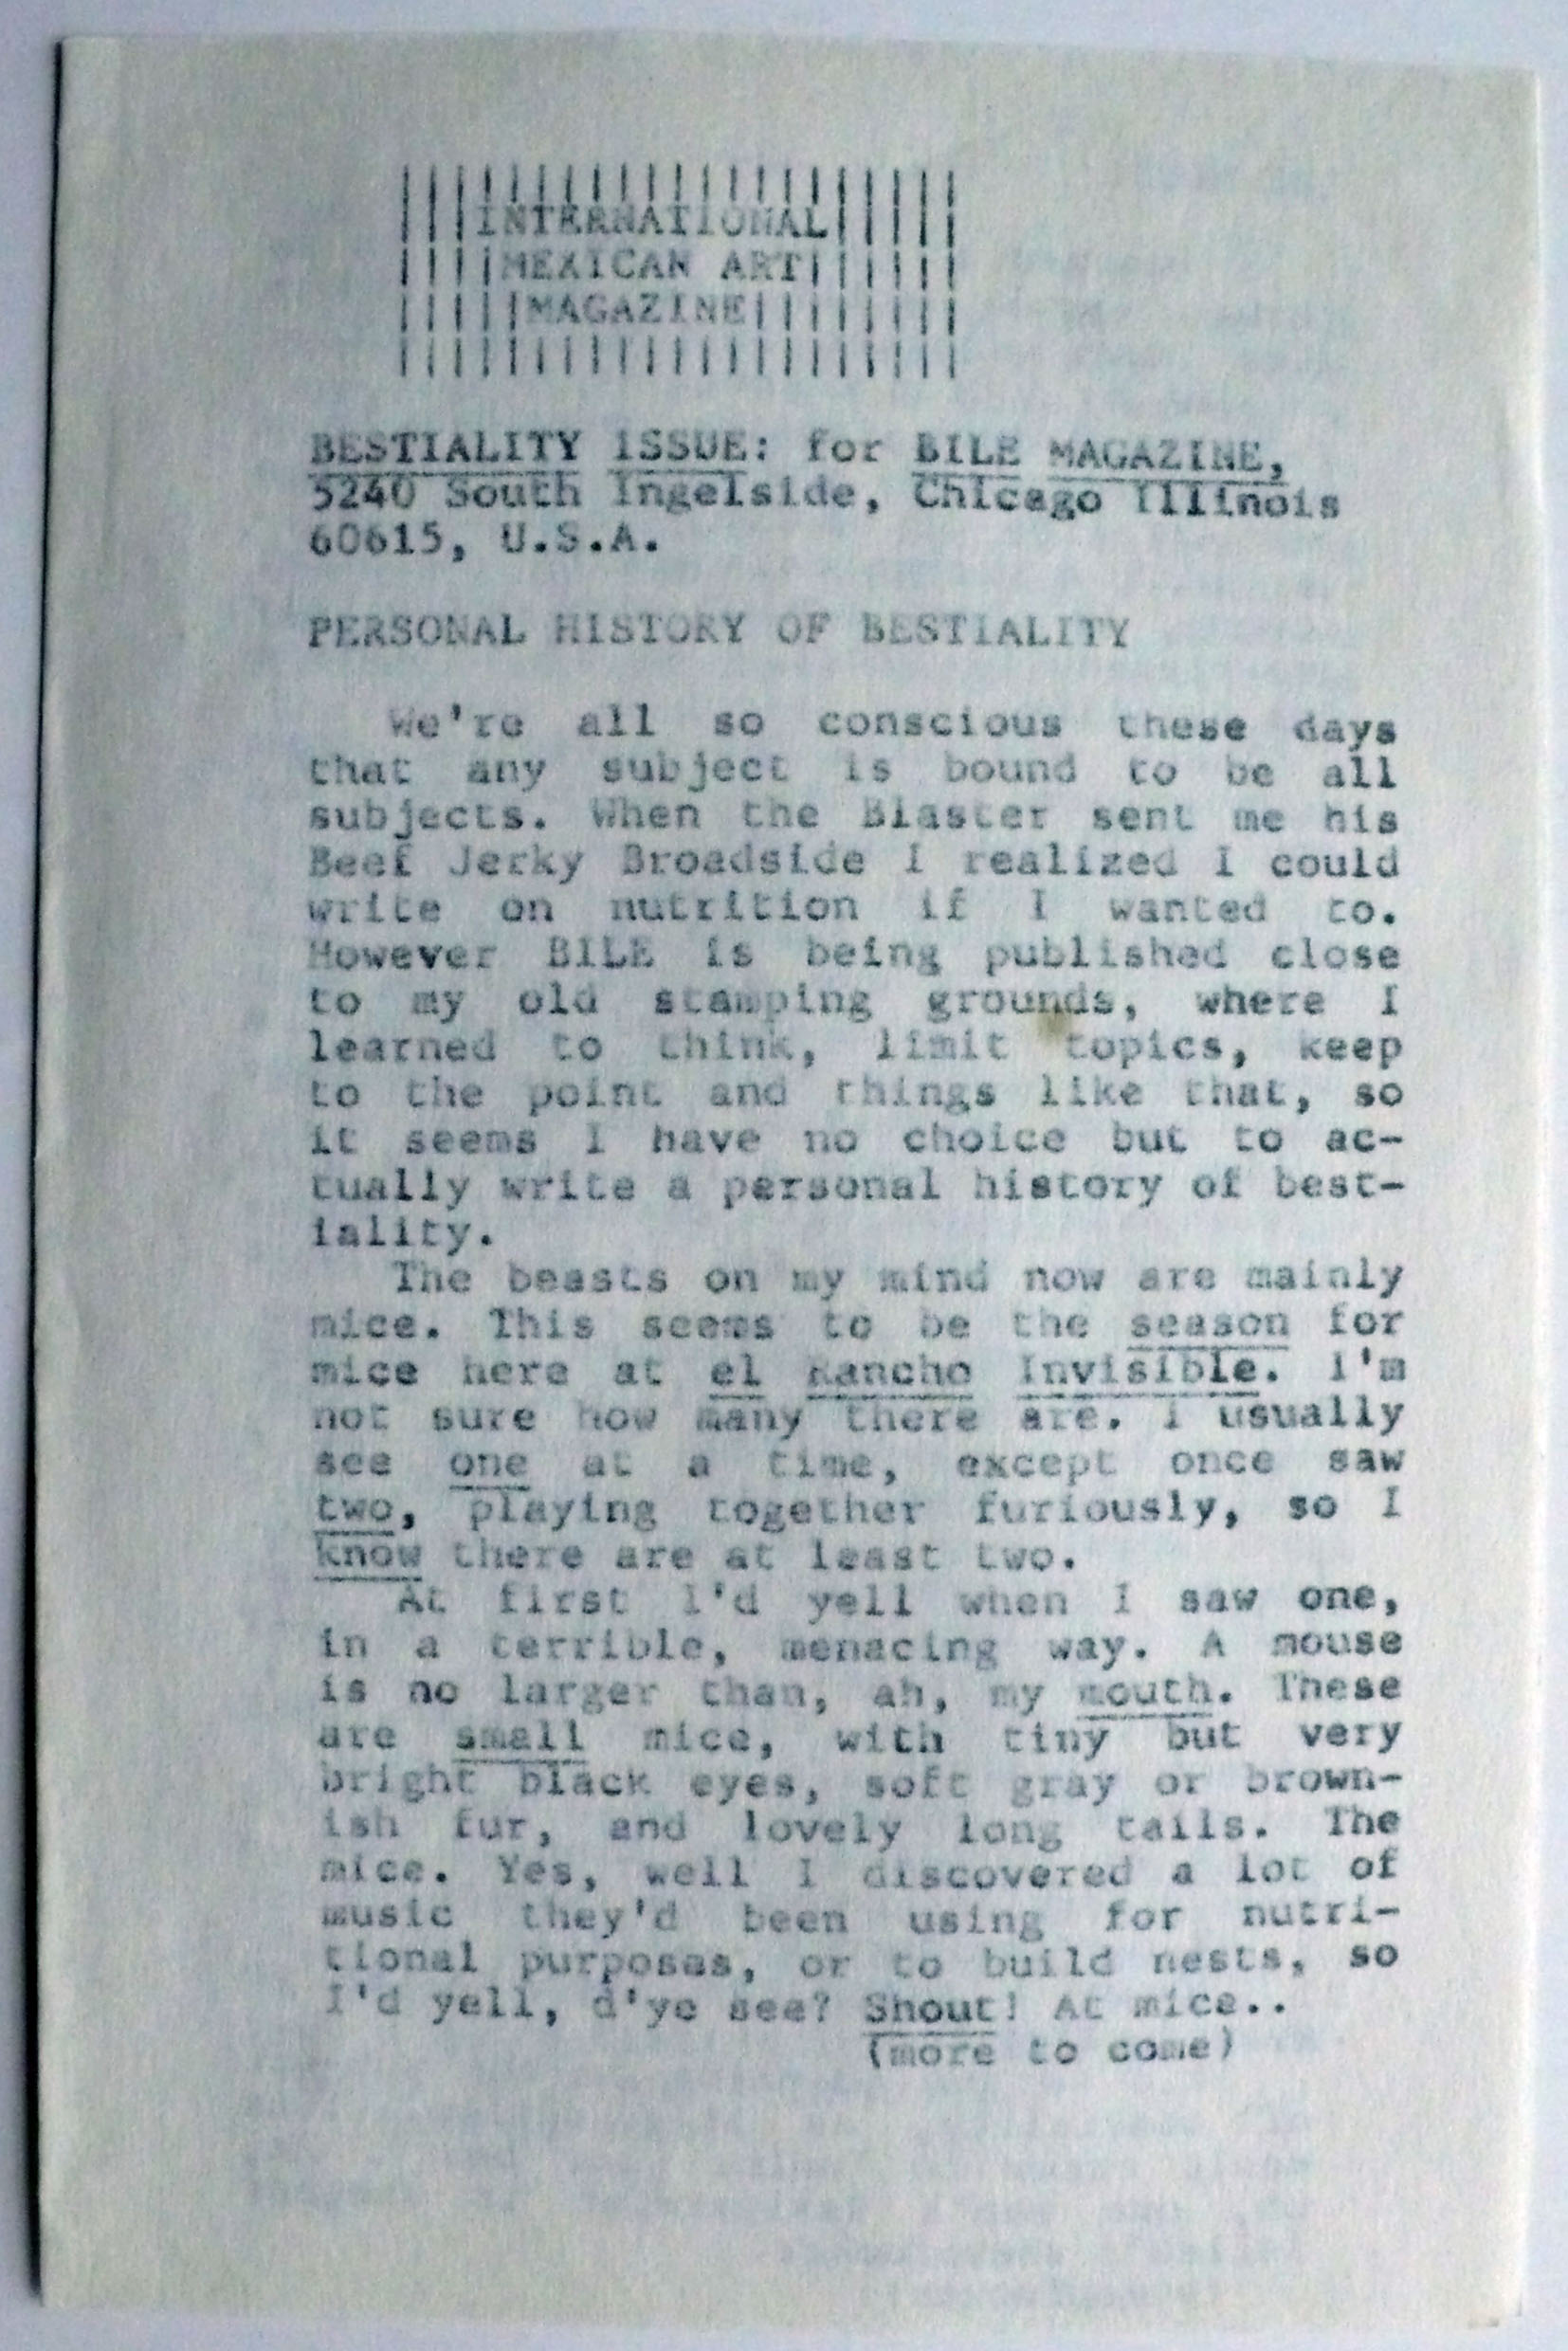 INTERNATIONAL
MEXICAN ART
MAGAZINE
BESTIALITY ISSUE: for BILE MAGAZINE,
5240 South Ingelside, Chicago Illinois
60615, U.S.A.
PERSONAL HISTORY OF BESTIALITY
We're all so conscious these days
that any subject is bound to be all
subjects. When the Blaster sent me his
Beef Jerky Broadside I realized I could
write on nutrition if I wanted to.
However BILE is being published close
to my old stamping grounds, where I
learned to think, limit topics, keep
to the point and things like that, so
it seems I have no choice but to ac-
tually write a personal history of best-
iality.
The beasts on my mind now are mainly
mice. This seems to be the season for
mice here at el Rancho Invisible. I'm
not sure how many there are. I usually
see one at a time, except once saw
two, playing together furiously, so I
know there are at least two.
At first I'd yell when I saw one,
in a terrible, menacing way. A mouse
is no larger than, ah, my mouth. These
are small mice, with tiny but very
bright black eyes, soft gray or brown-
ish fur, and lovely long tails. The
mice. Yes, well I discovered a lot of
music they'd been using for nutri-
tional purposes, or to build nests, so
I'd yell, d'ye see? Shout! At mice..
(more to come)